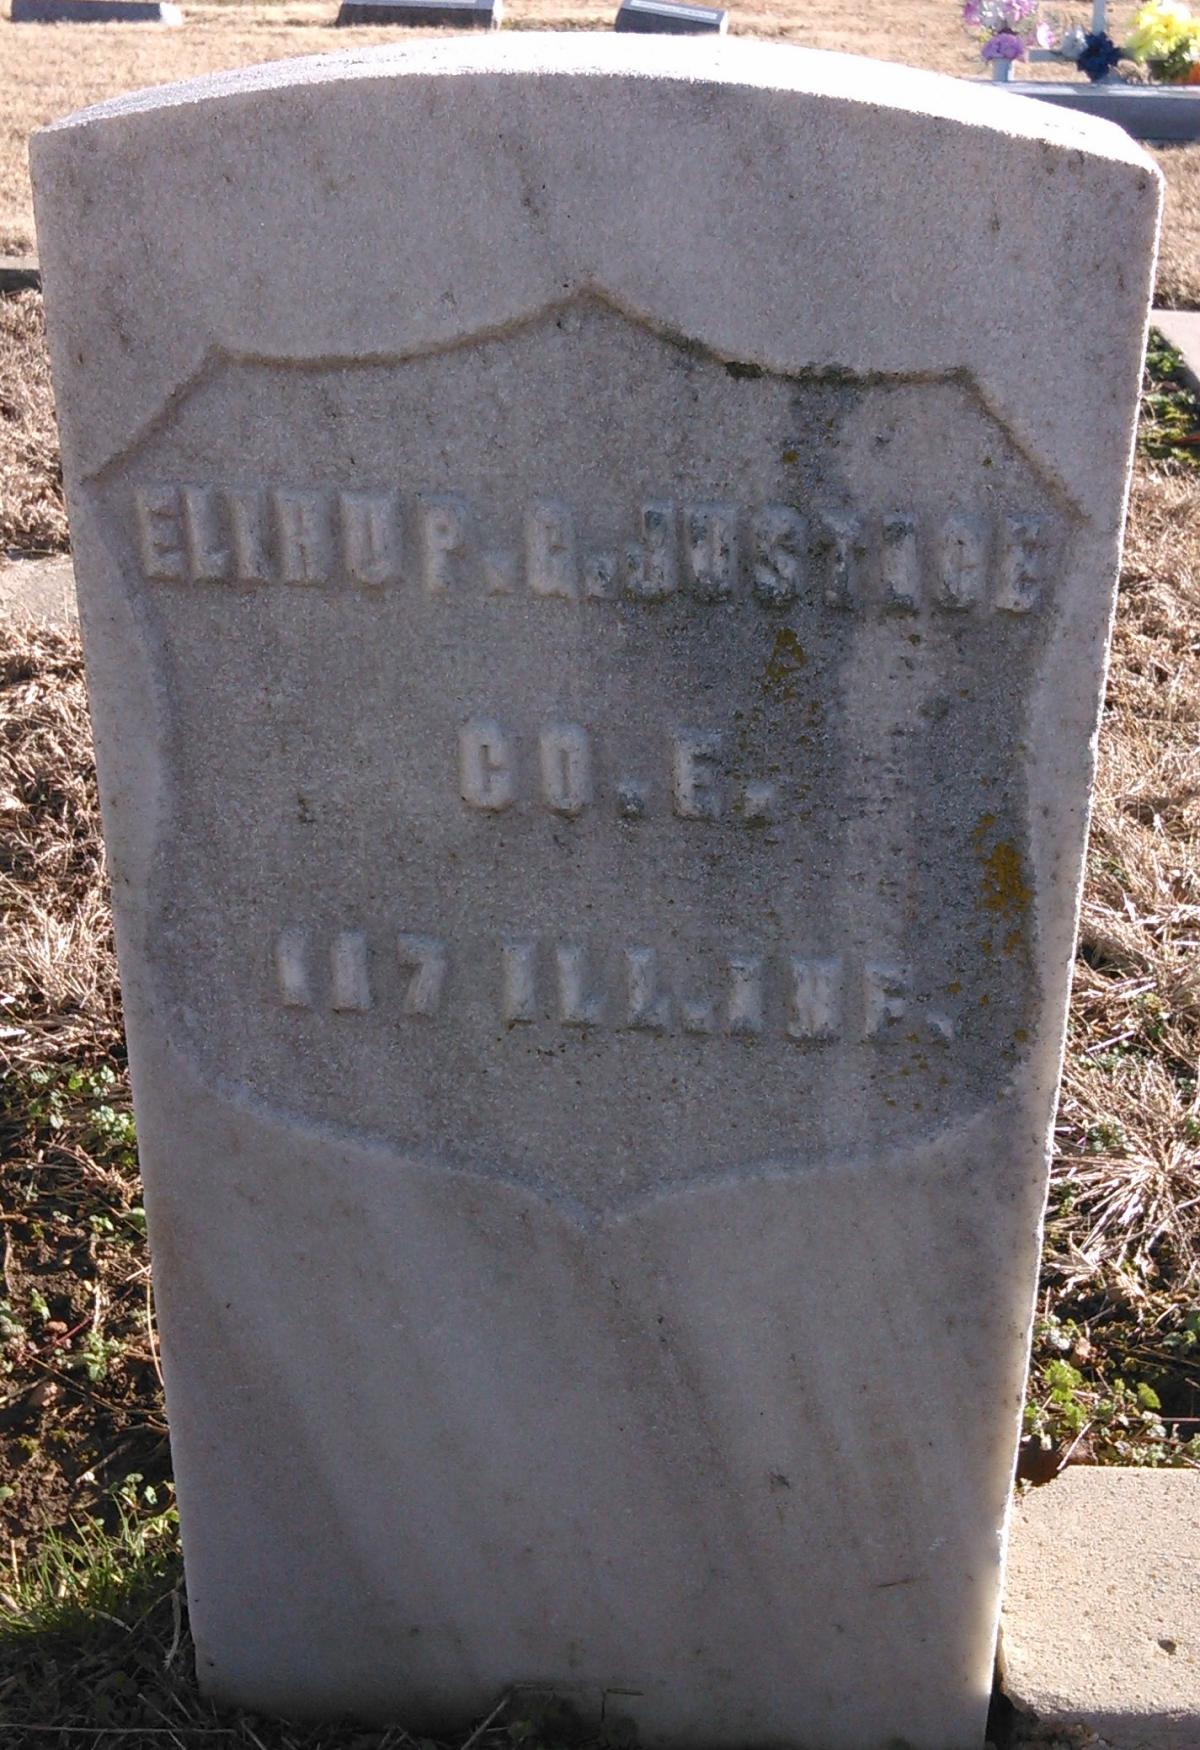 ELIHU P. G. JUSTICE
CO. E.
117 ILL. INF.